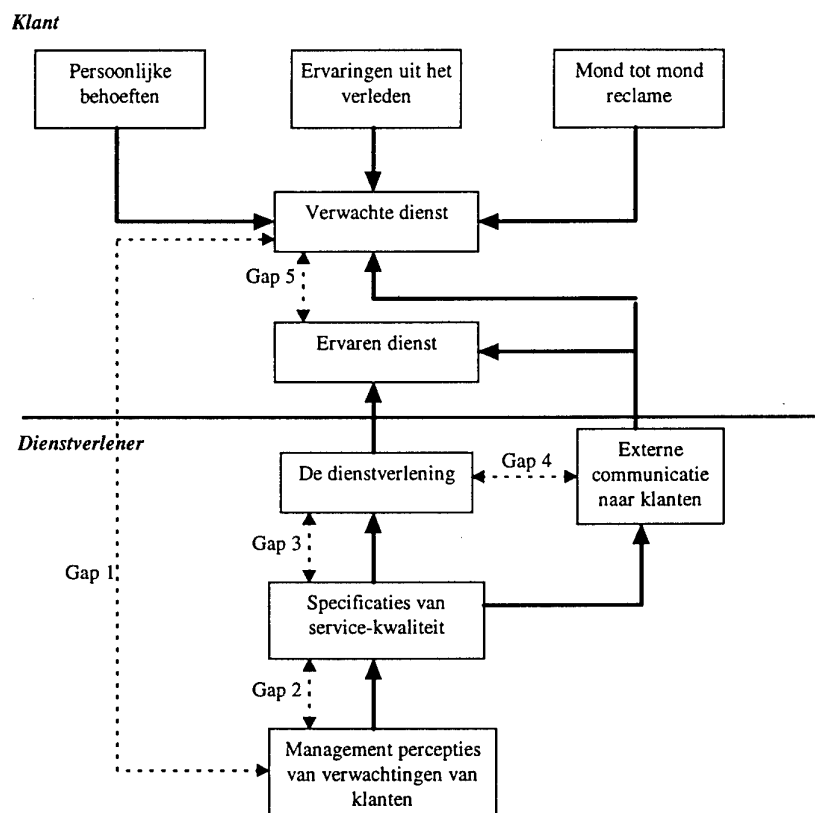 Klant
Persoonlijke
behoeften
Ervaringen uit het
verleden
Mond tot mond
reclame
Verwachte dienst
Gap 5
Ervaren dienst
Dienstverlener
De dienstverlening
Gap 4
Externe
communicatie
naar klanten
Gap 3
Gap 1
Specificaties van
service-kwaliteit
Gap 2
Management percepties
van verwachtingen van
klanten